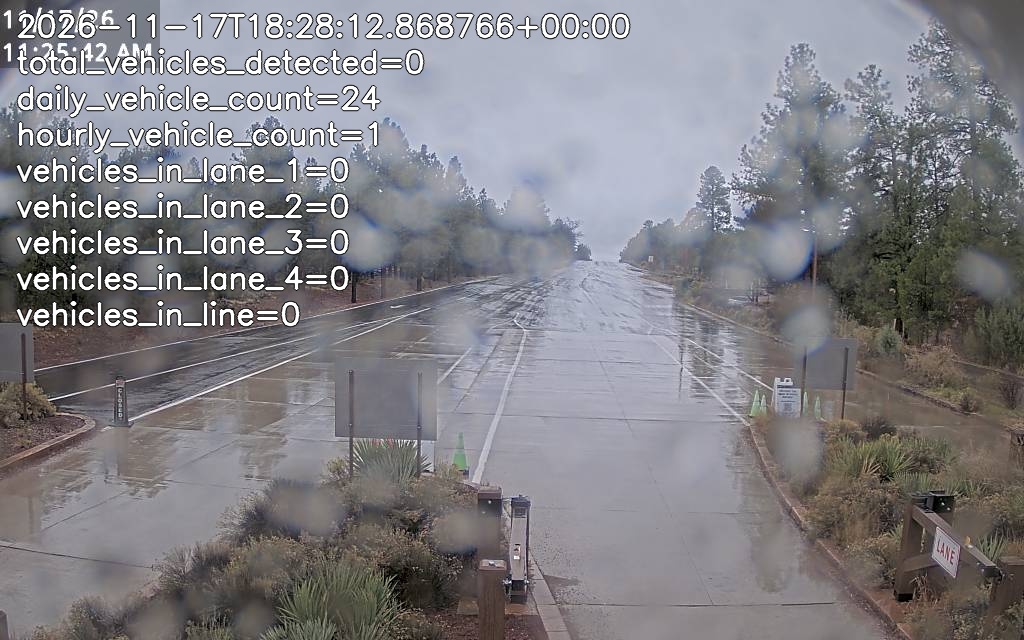 2026-11-17T18:28:12.868766+00:00
11:25:42 AM
total_vehicles_detected=0
daily_vehicle_count=24
hourly_vehicle_count=1
vehicles_in_lane_1=0
vehicles_in_lane_2=0
vehicles_in_lane_3=0
vehicles_in_lane_4=0
vehicles_in_line=0
CLOSED
LANE